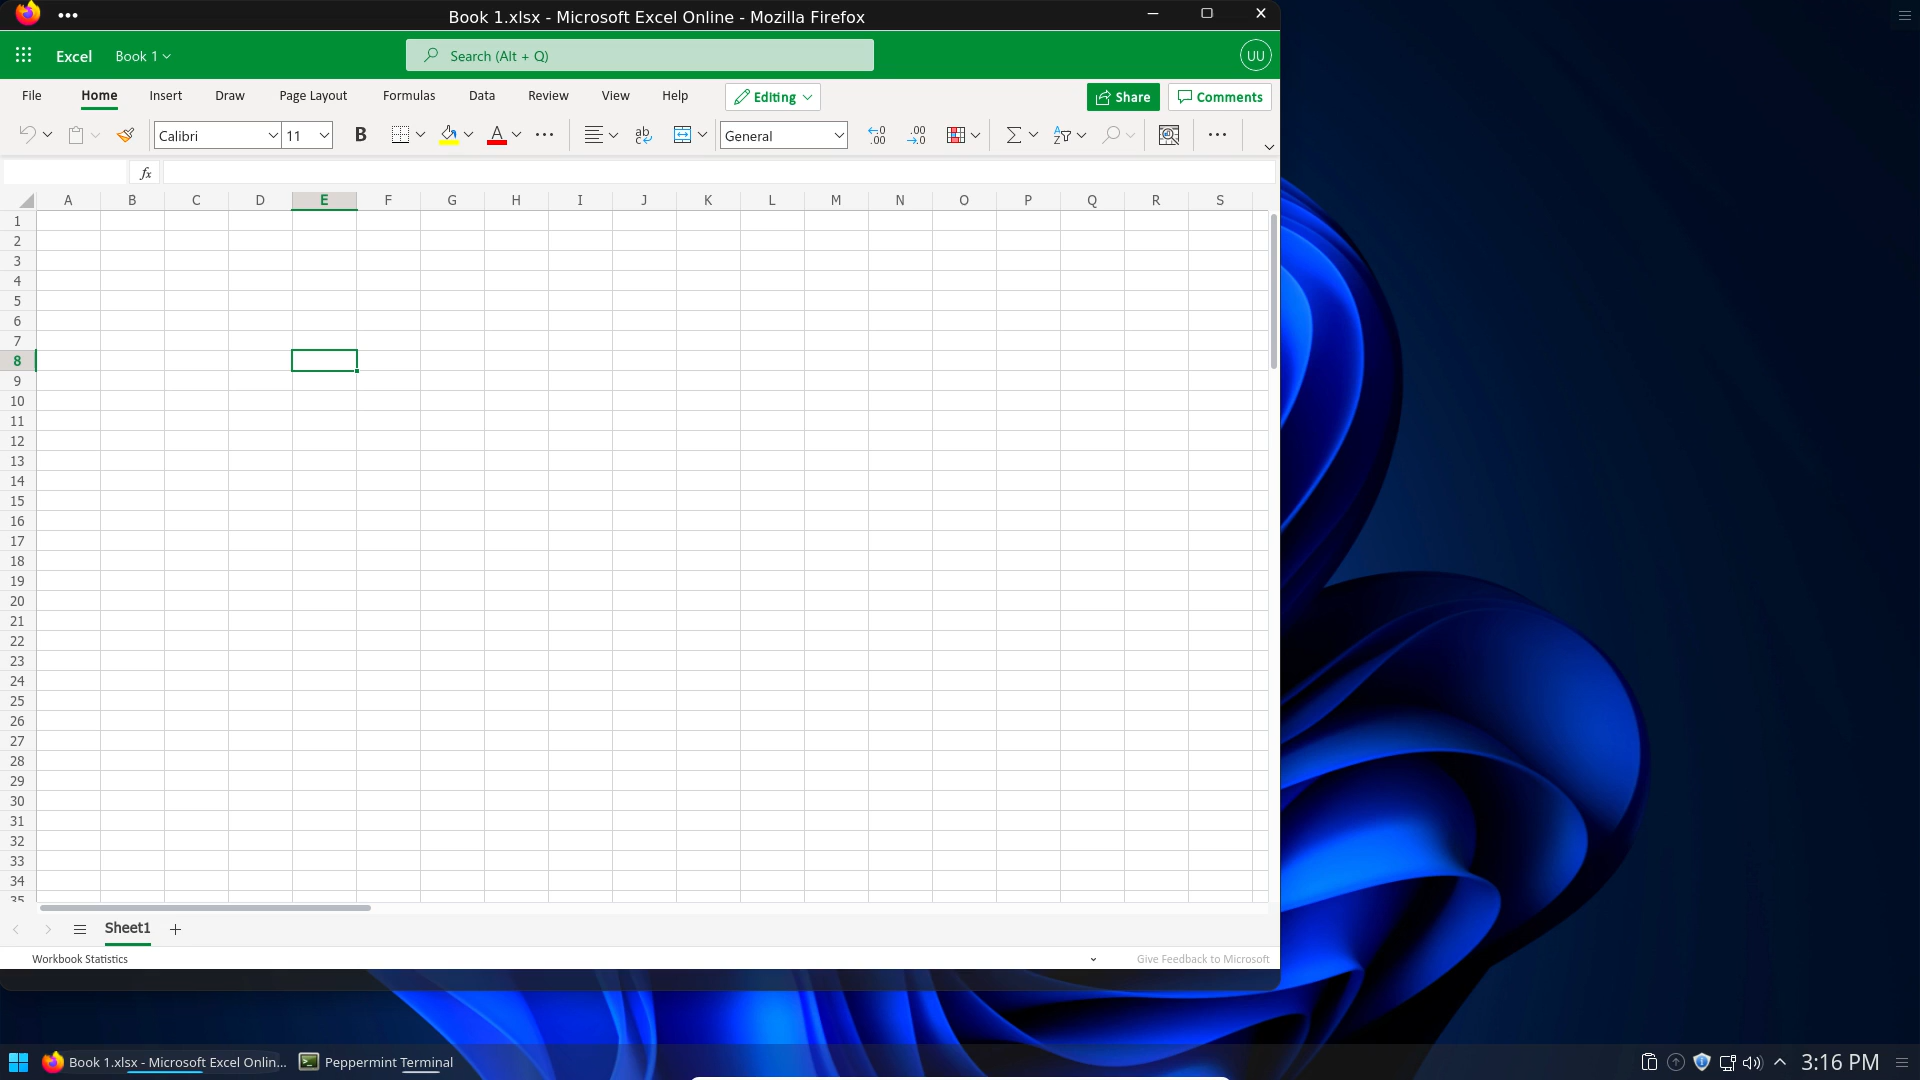 Book 1.xlsx - Microsoft Excel Online - Mozilla Firefox
Excel
Book 1
Search (Alt + Q)
UU
File
Home
Insert
Draw
Page Layout
Formulas
Data
Review
View
Help
Editing
Share
Comments
Calibri
11
B
A
ab
General
.00
.00
fx
A B C D E F G H I J K L M N O P Q R S
1
2
3
4
5
6
7
8
9
10
11
12
13
14
15
16
17
18
19
20
21
22
23
24
25
26
27
28
29
30
31
32
33
34
35
Sheet1
Workbook Statistics
Give Feedback to Microsoft
Book 1.xlsx - Microsoft Excel Onlin...
Peppermint Terminal
3:16 PM